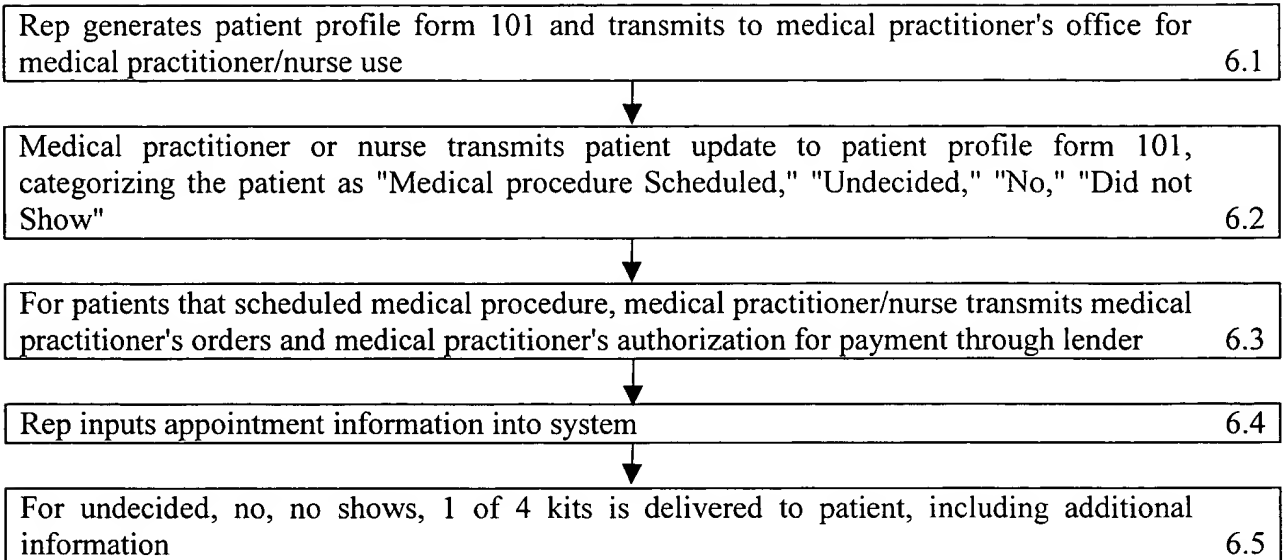 Rep generates patient profile form 101 and transmits to medical practitioner's office for
medical practitioner/nurse use 6.1
Medical practitioner or nurse transmits patient update to patient profile form 101,
categorizing the patient as "Medical procedure Scheduled," "Undecided," "No," "Did not
Show" 6.2
For patients that scheduled medical procedure, medical practitioner/nurse transmits medical
practitioner's orders and medical practitioner's authorization for payment through lender 6.3
Rep inputs appointment information into system 6.4
For undecided, no, no shows, 1 of 4 kits is delivered to patient, including additional
information 6.5